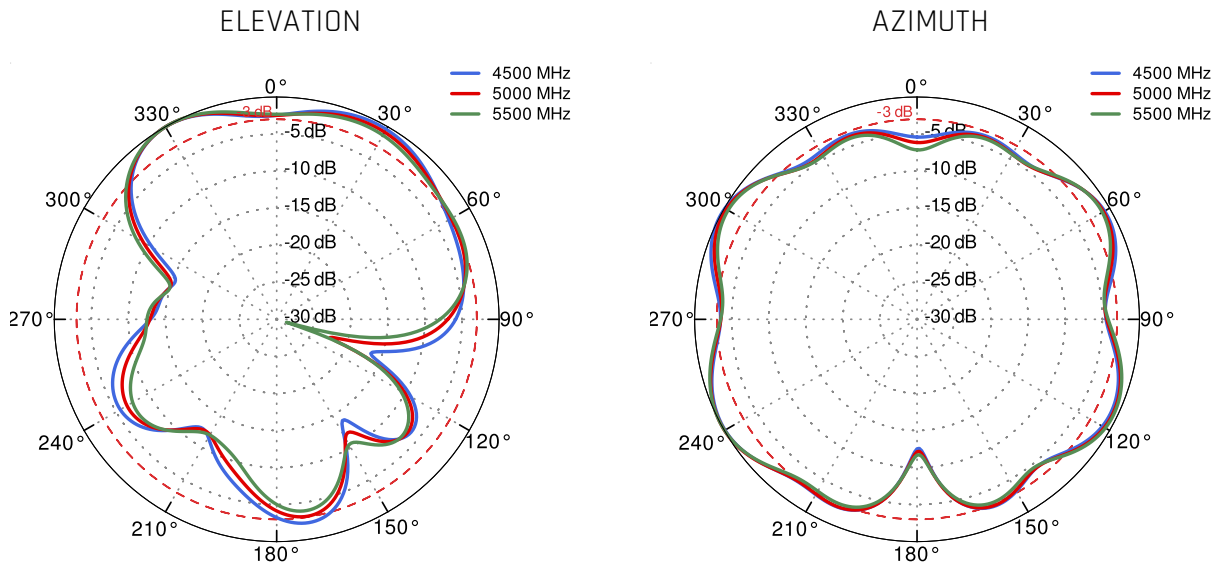 ELEVATION
4500 MHz
5000 MHz
5500 MHz
0°
330°
30°
-3 dB
-5 dB
-10 dB
300°
60°
-15 dB
-20 dB
-25 dB
-30 dB
270°
90°
240°
120°
210°
150°
180°
AZIMUTH
4500 MHz
5000 MHz
5500 MHz
0°
330°
30°
-3 dB
-5 dB
-10 dB
300°
60°
-15 dB
-20 dB
-25 dB
-30 dB
270°
90°
240°
120°
210°
150°
180°